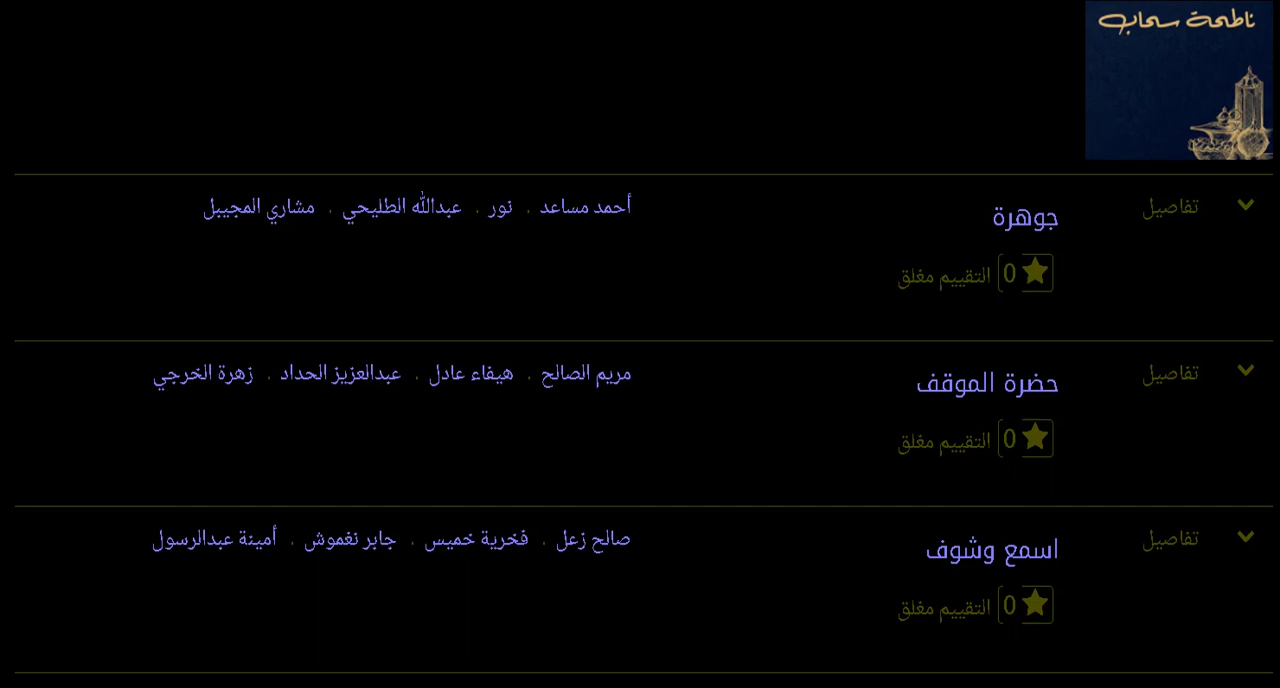 ناطحة سحاب
تفاصيل
جوهرة
أحمد مساعد . نور . عبدالله الطليحي . مشاري المجيبل
0 التقييم مغلق
تفاصيل
حضرة الموقف
مريم الصالح . هيفاء عادل . عبدالعزيز الحداد . زهرة الخرجي
0 التقييم مغلق
تفاصيل
اسمع وشوف
صالح زعل . فخرية خميس . جابر نغموش . أمينة عبدالرسول
0 التقييم مغلق